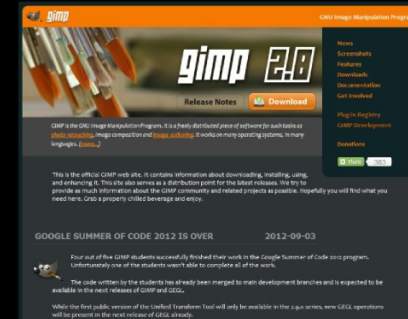 gimp
GNU Image Manipulation Progra
gimp 2.8
Release Notes
Download
News
Screenshots
Features
Downloads
Documentation
Get Involved
Plug-in Registry
GIMP Development
Donations
GIMP is the GNU Image Manipulation Program. It is a freely distributed piece of software for such tasks as
photo retouching, image composition and image authoring. It works on many operating systems, in many
languages. (more...)
This is the official GIMP web site. It contains information about downloading, installing, using,
and enhancing it. This site also serves as a distribution point for the latest releases. We try to
provide as much information about the GIMP community and related projects as possible. Hopefully you will find what you
need here. Grab a properly chilled beverage and enjoy.
GOOGLE SUMMER OF CODE 2012 IS OVER 2012-09-03
Four out of five GIMP students successfully finished their work in the Google Summer of Code 2012 program.
Unfortunately one of the students wasn't able to complete all of the work.
The code written by the students has already been merged to main development branches and is expected to be
available in the next releases of GIMP and GEGL.
While the first public version of the Unified Transform Tool will only be available in the 2.9.x series, new GEGL operations
will be present in the next release of GEGL already.